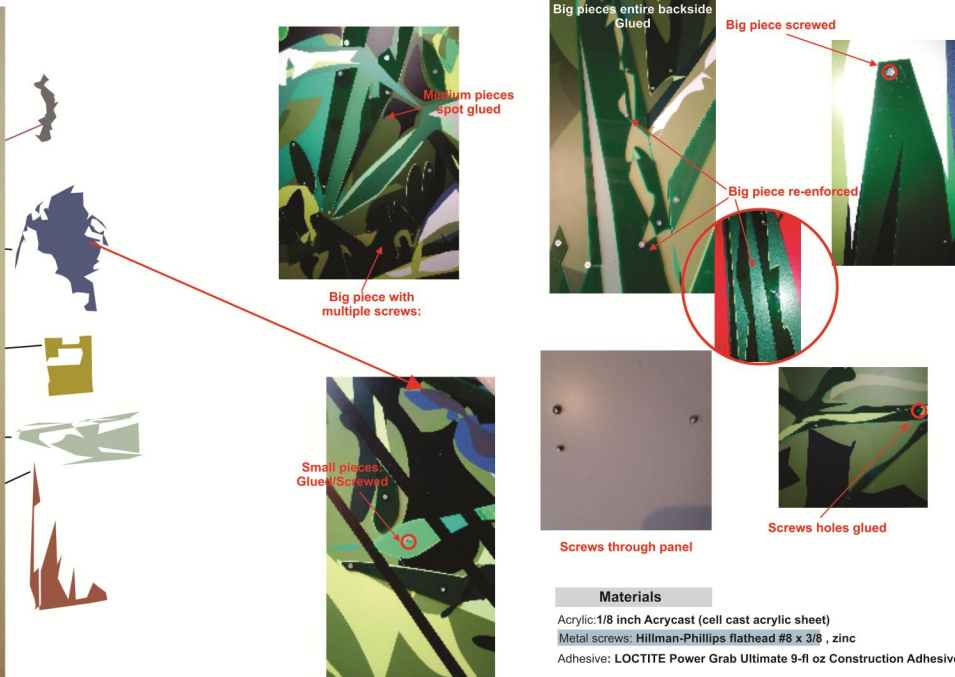 Big pieces entire backside
Glued
Big piece screwed
Medium pieces
spot glued
Big piece re-enforced
Big piece with
multiple screws:
Small pieces:
Glued/Screwed
Screws through panel
Screws holes glued
Materials
Acrylic:1/8 inch Acrycast (cell cast acrylic sheet)
Metal screws: Hillman-Phillips flathead #8 x 3/8 , zinc
Adhesive: LOCTITE Power Grab Ultimate 9-fl oz Construction Adhesive